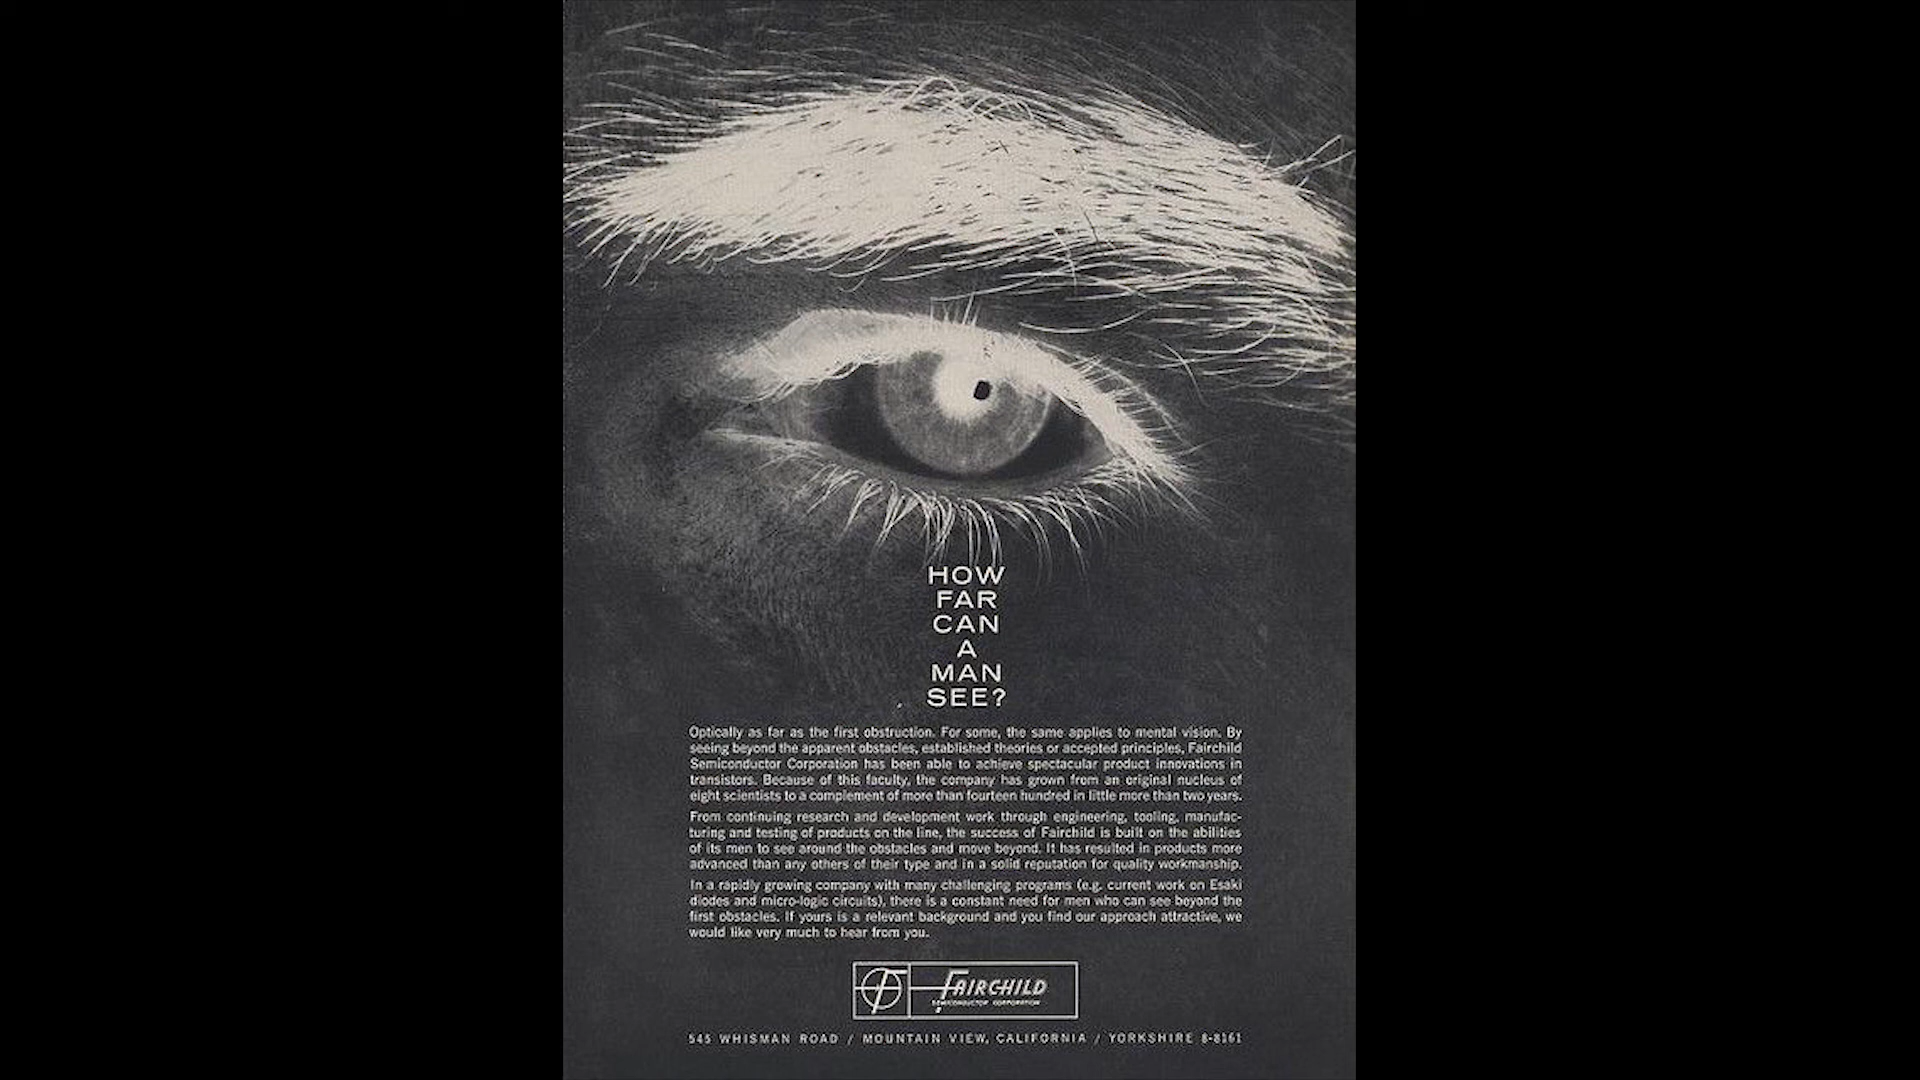 HOW
FAR
CAN
A
MAN
SEE?
Optically as far as the first obstruction. For some, the same applies to mental vision. By
seeing beyond the apparent obstacles, established theories or accepted principles, Fairchild
Semiconductor Corporation has been able to achieve spectacular product innovations in
transistors. Because of this faculty, the company has grown from an original nucleus of
eight scientists to a complement of more than fourteen hundred in little more than two years.
From continuing research and development work through engineering, tooling, manufac-
turing and testing of products on the line, the success of Fairchild is built on the abilities
of its men to see around the obstacles and move beyond. It has resulted in products more
advanced than any others of their type and in a solid reputation for quality workmanship.
In a rapidly growing company with many challenging programs (e.g. current work on Esaki
diodes and micro-logic circuits), there is a constant need for men who can see beyond the
first obstacles. If yours is a relevant background and you find our approach attractive, we
would like very much to hear from you.
FAIRCHILD
SEMICONDUCTOR CORPORATION
545 WHISMAN ROAD / MOUNTAIN VIEW, CALIFORNIA / YORKSHIRE 8-8161